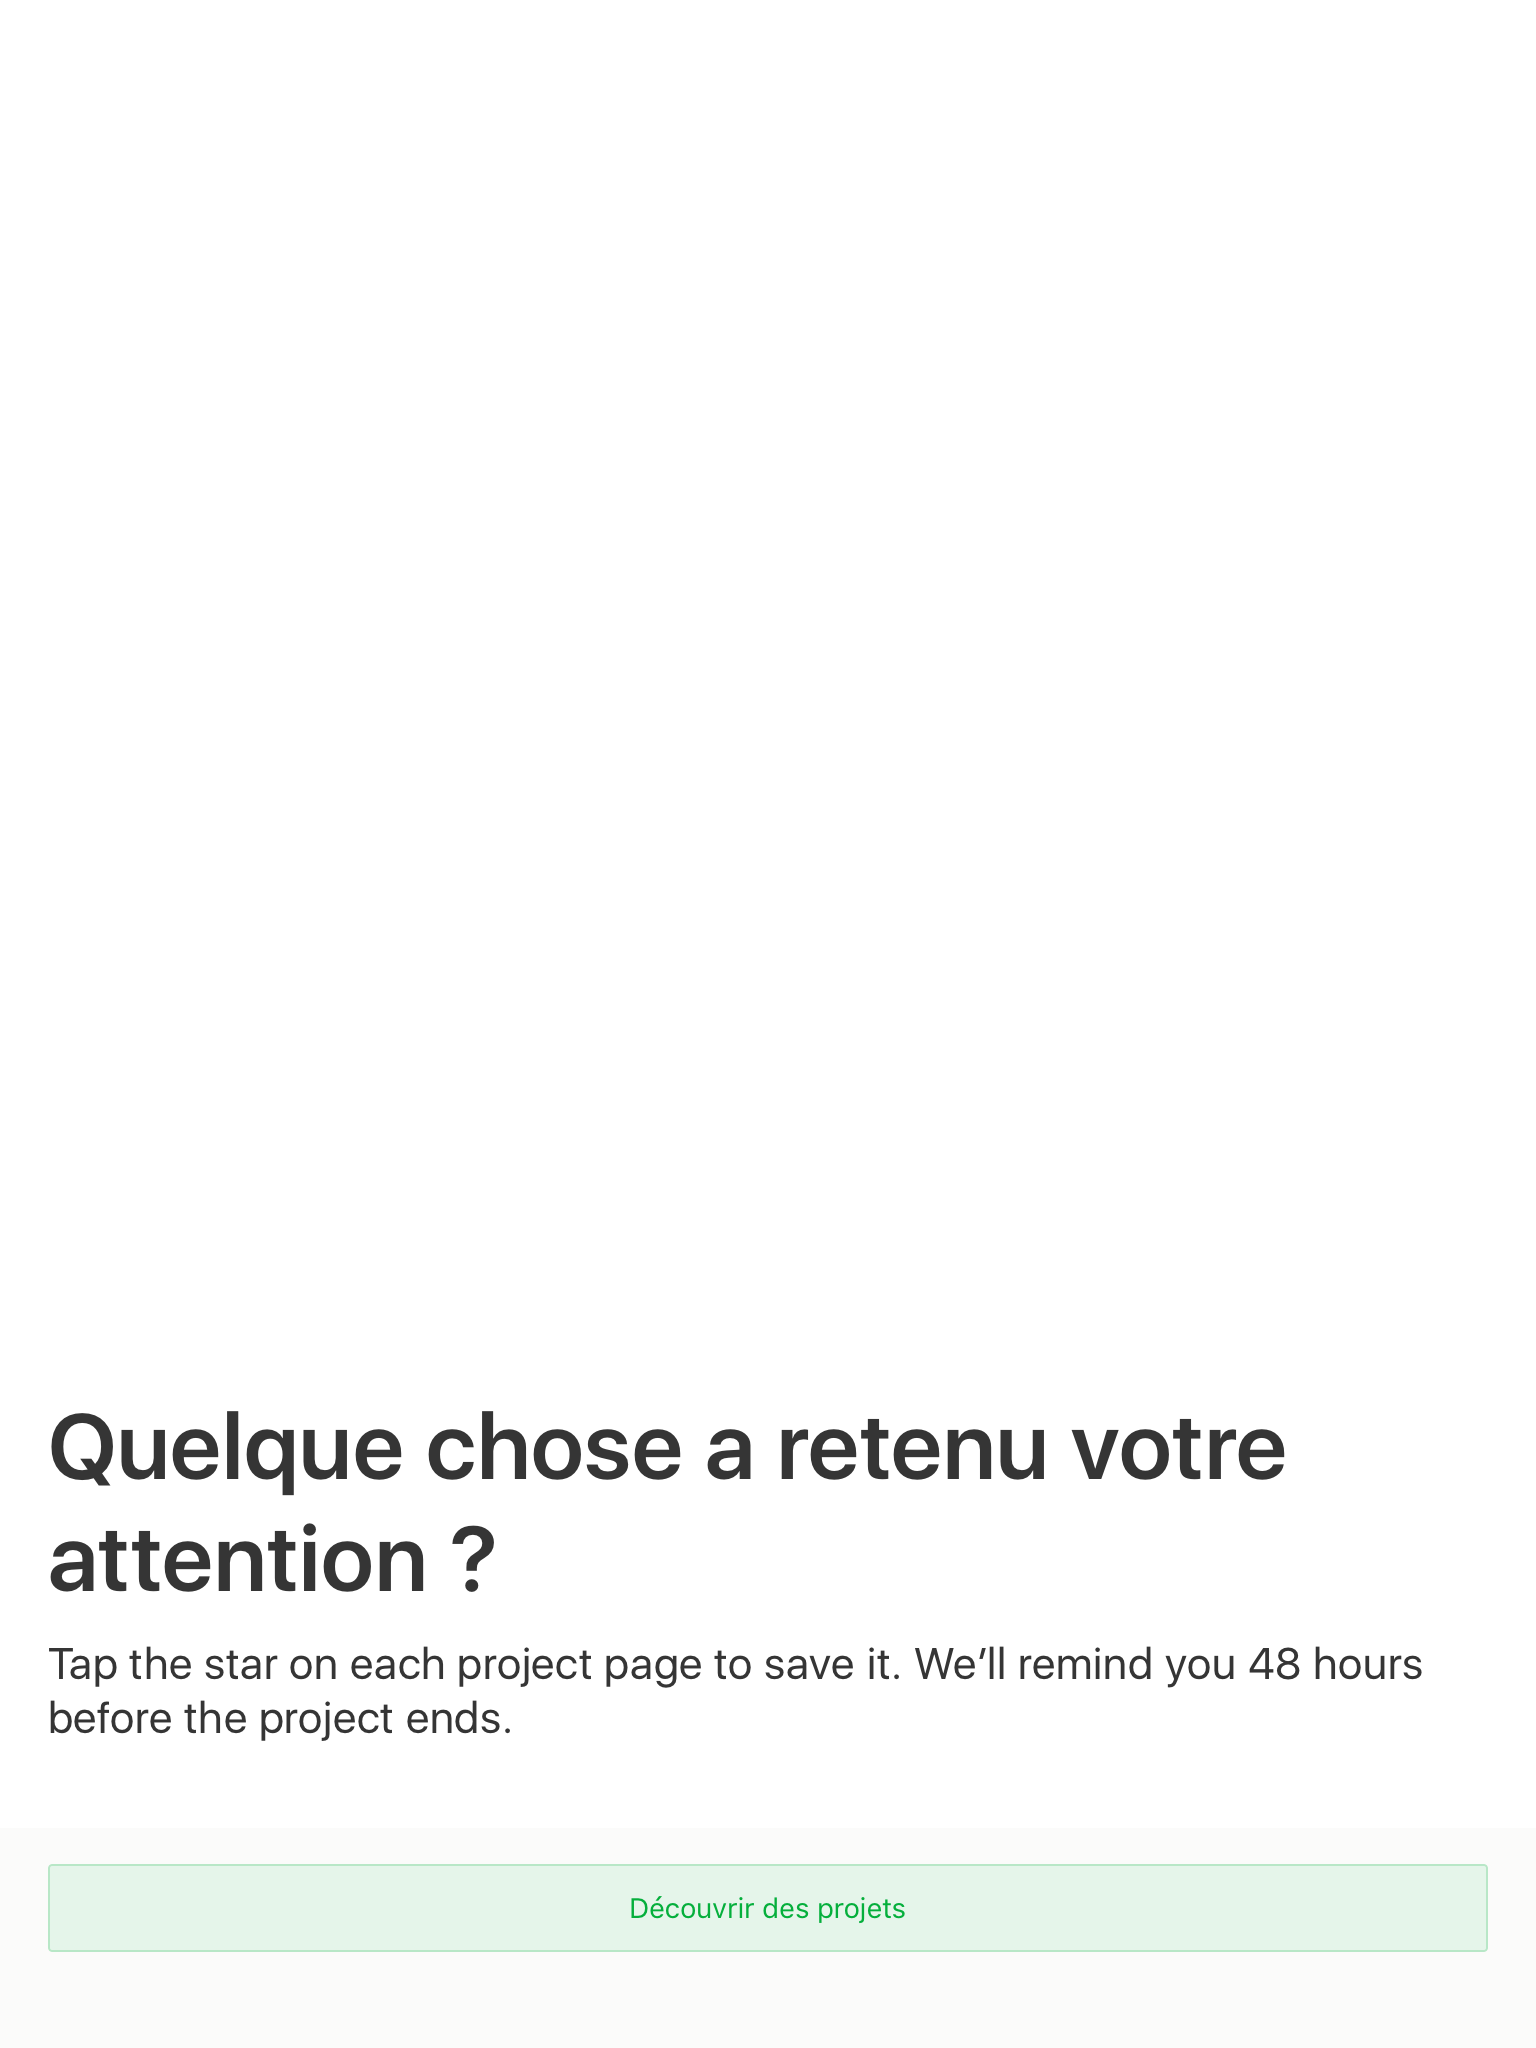 Quelque chose a retenu votre
attention ?
Tap the star on each project page to save it. We’ll remind you 48 hours
before the project ends.
Découvrir des projets